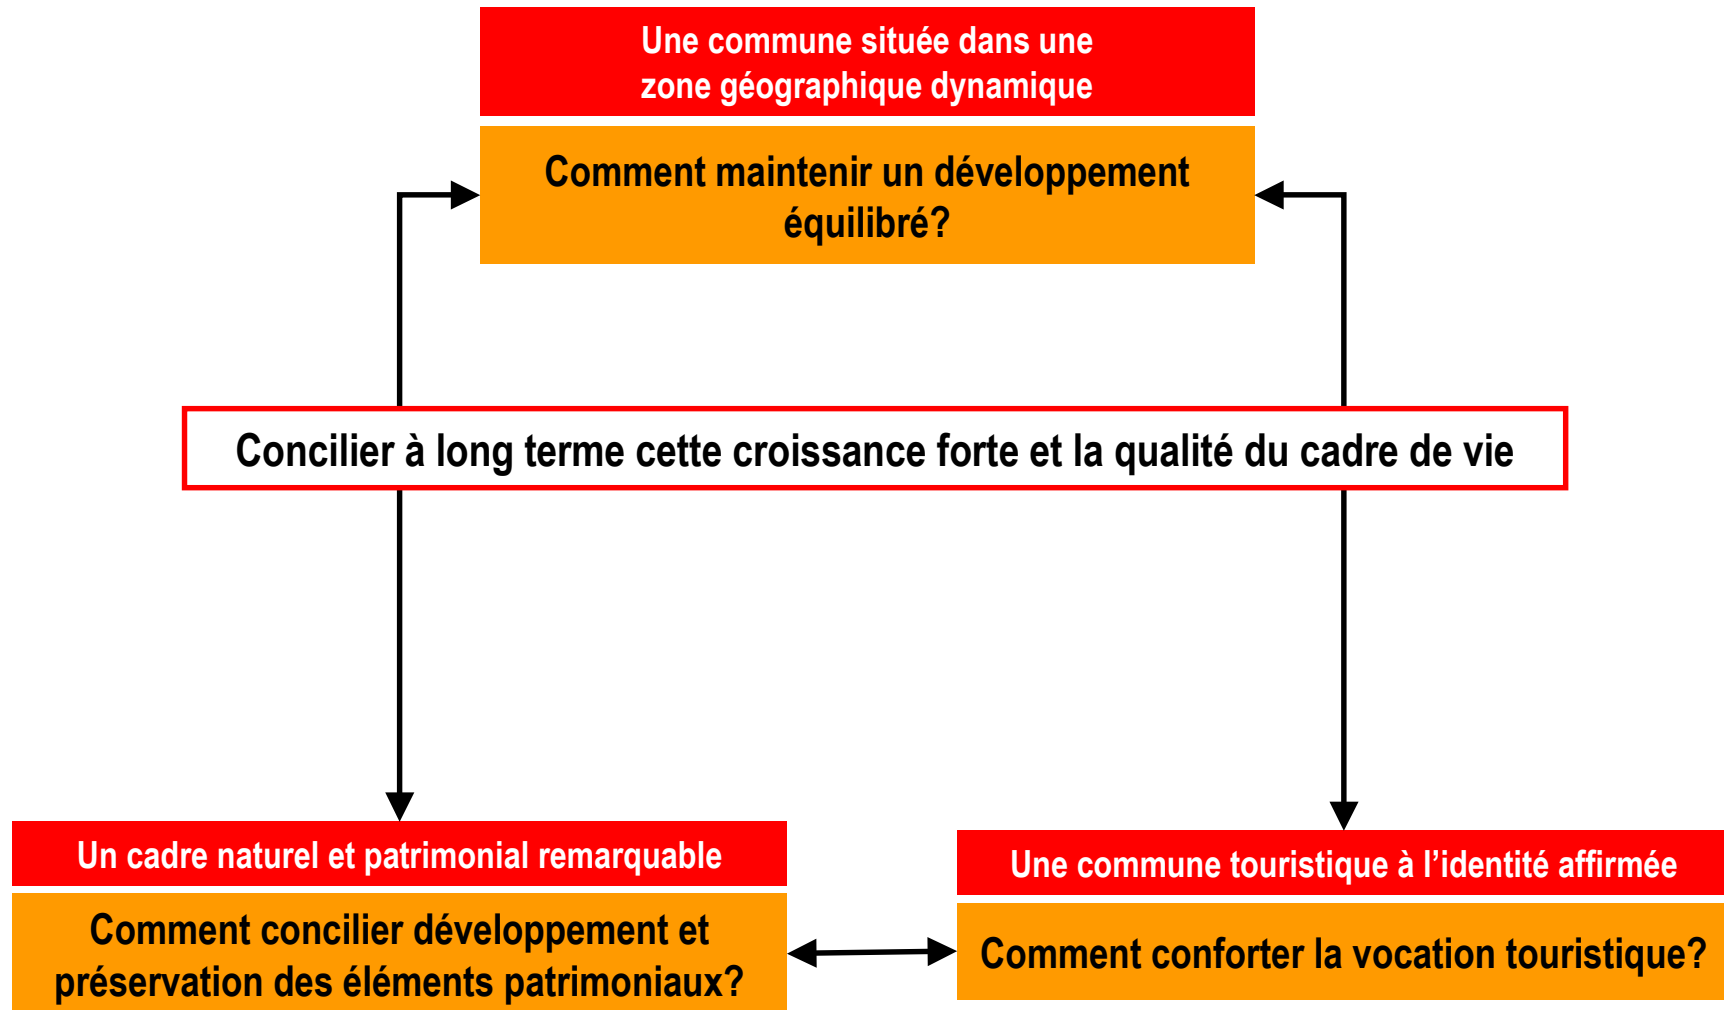 Une commune située dans une
zone géographique dynamique
Comment maintenir un développement
équilibré?
Concilier à long terme cette croissance forte et la qualité du cadre de vie
Un cadre naturel et patrimonial remarquable
Comment concilier développement et
préservation des éléments patrimoniaux?
Une commune touristique à l’identité affirmée
Comment conforter la vocation touristique?